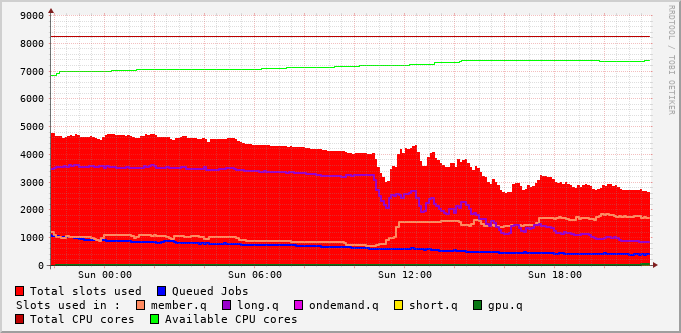 9000
8000
7000
6000
5000
4000
3000
2000
1000
0
Sun 00:00 Sun 06:00 Sun 12:00 Sun 18:00
Total slots used Queued Jobs
Slots used in : member.q long.q ondemand.q short.q gpu.q
Total CPU cores Available CPU cores
RRDTOOL / TOBI OETIKER